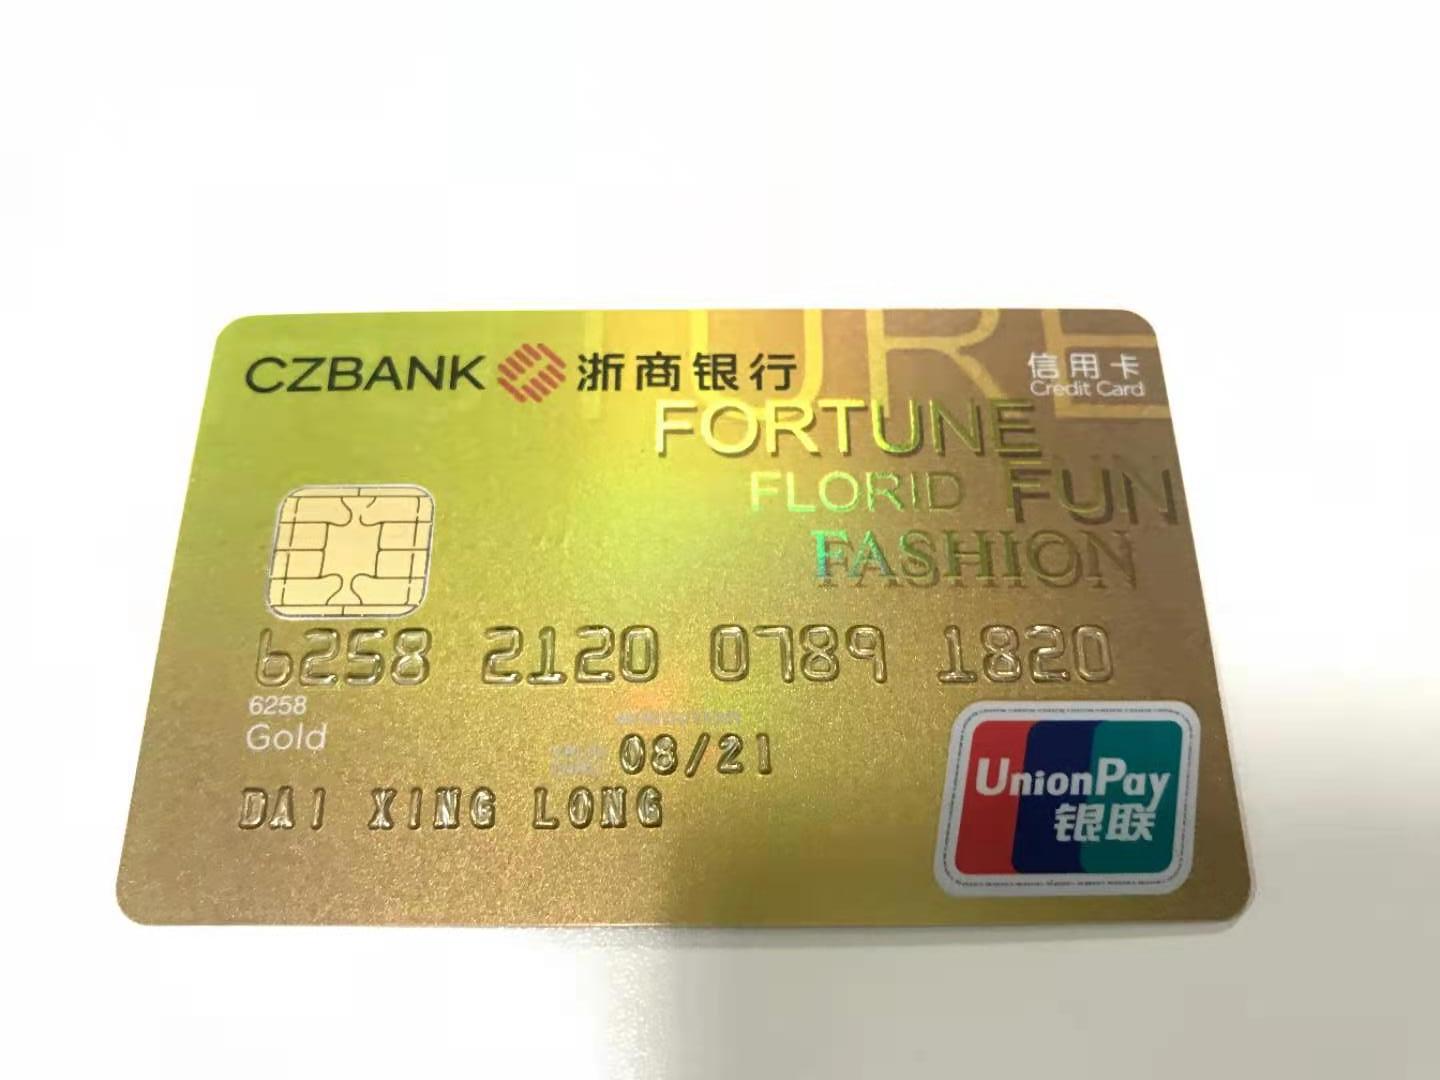 TURE
CZBANK 浙商银行
信用卡
Credit Card
FORTUNE
FLORID FUN
FASHION
6258 2120 0789 1820
6258
Gold
08/21
DAI XING LONG
UnionPay
银联